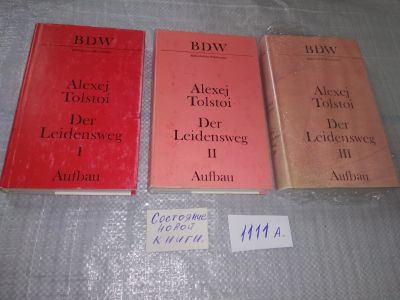 BDW
Alexej
Tolstoi
Der
Leidensweg
I
Aufbau
BDW
Alexej
Tolstoi
Der
Leidensweg
II
Aufbau
BDW
Alexej
Tolstoi
Der
Leidensweg
III
Aufbau
Состояние
новой
книги.
1111 А.